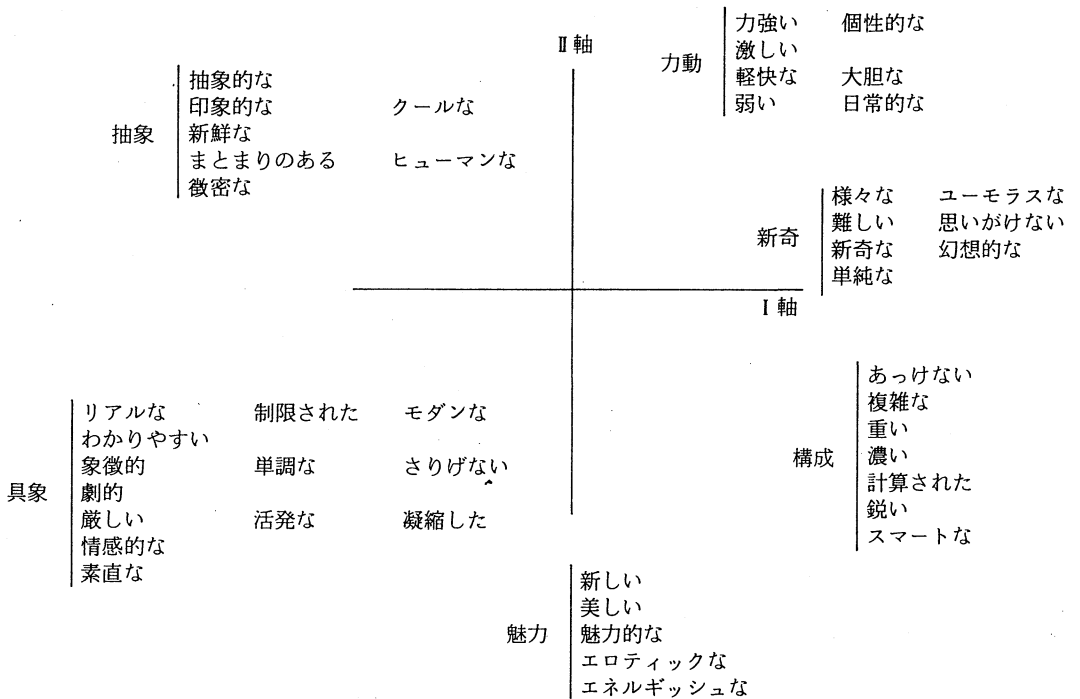 II 軸
力動
力強い 個性的な
激しい
軽快な 大胆な
弱い 日常的な
抽象
抽象的な
印象的な クールな
新鮮な
まとまりのある ヒューマンな
徴密な
新奇
様々な ユーモラスな
難しい 思いがけない
新奇な 幻想的な
単純な
I 軸
具象
リアルな 制限された モダンな
わかりやすい
象徴的 単調な さりげない
劇的
厳しい 活発な 凝縮した
情感的な
素直な
構成
あっけない
複雑な
重い
濃い
計算された
鋭い
スマートな
魅力
新しい
美しい
魅力的な
エロティックな
エネルギッシュな